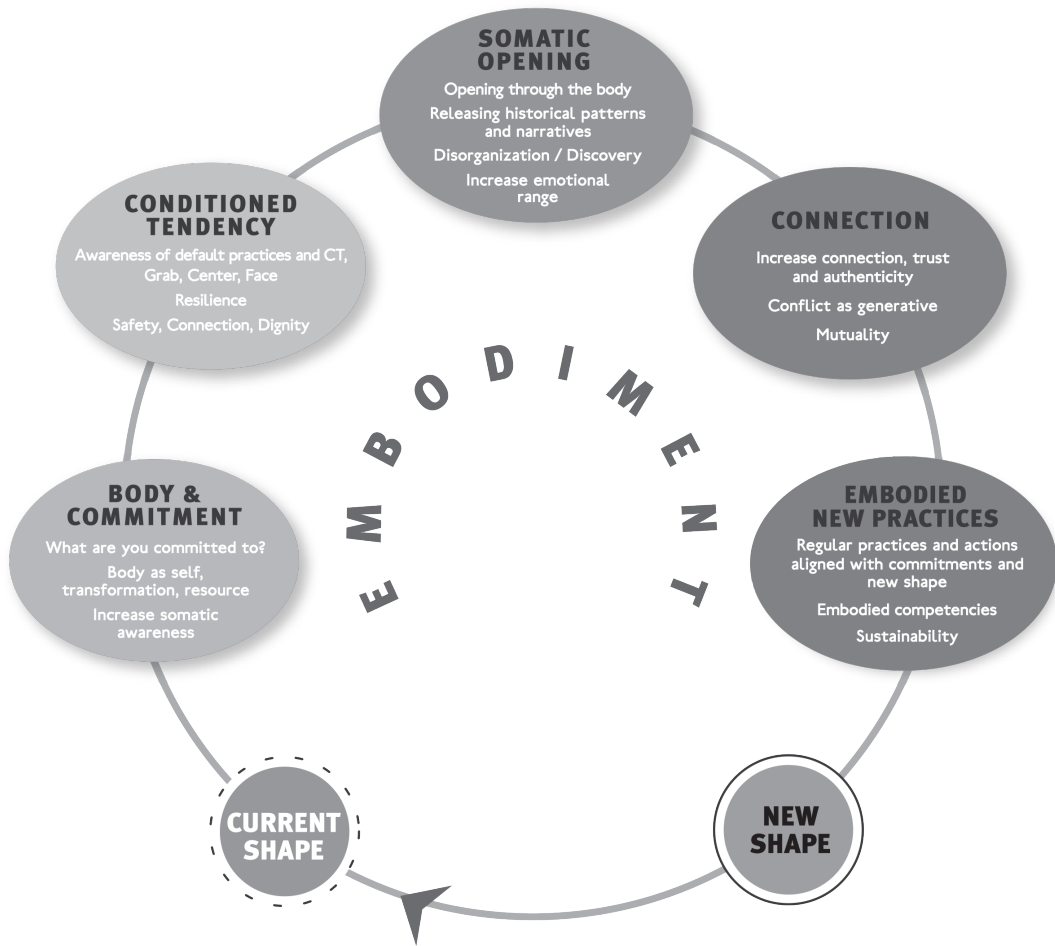 SOMATIC
OPENING
Opening through the body
Releasing historical patterns
and narratives
Disorganization / Discovery
Increase emotional
range
CONDITIONED
TENDENCY
Awareness of default practices and CT,
Grab, Center, Face
Resilience
Safety, Connection, Dignity
CONNECTION
Increase connection, trust
and authenticity
Conflict as generative
Mutuality
EMBODIMENT
BODY &
COMMITMENT
What are you committed to?
Body as self,
transformation, resource
Increase somatic
awareness
EMBODIED
NEW PRACTICES
Regular practices and actions
aligned with commitments and
new shape
Embodied competencies
Sustainability
CURRENT
SHAPE
NEW
SHAPE